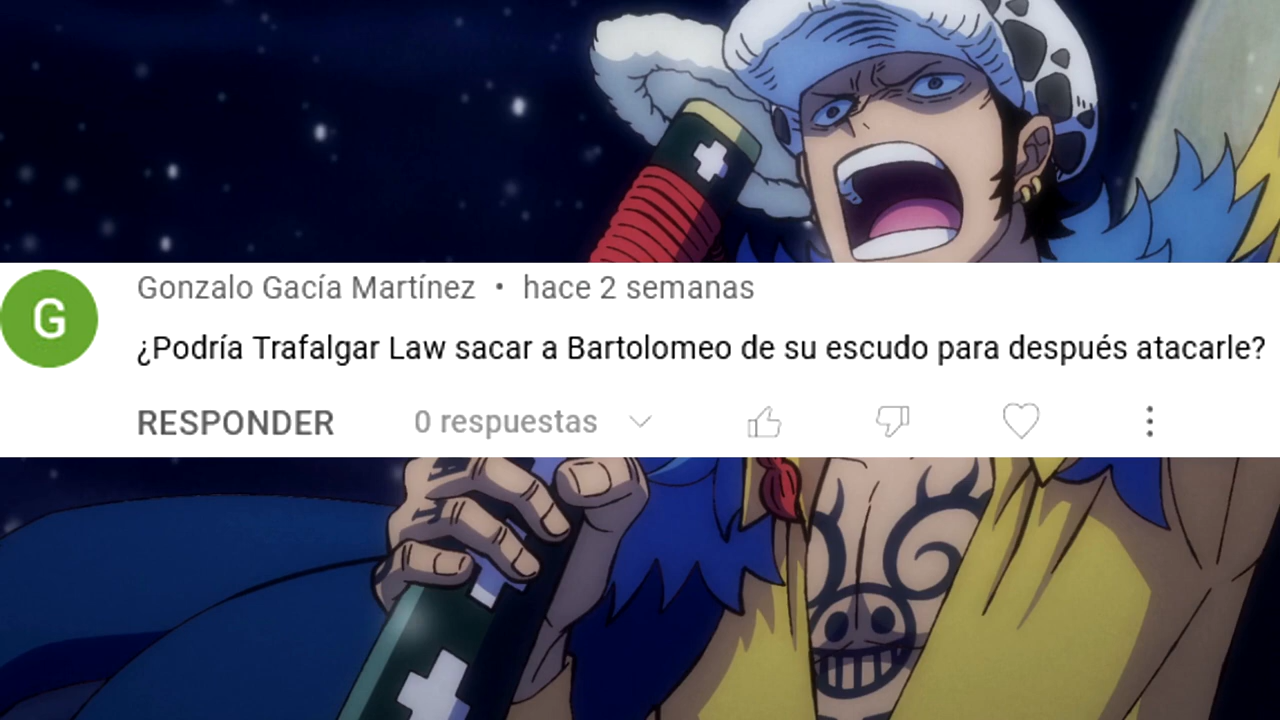 G
Gonzalo Gacía Martínez • hace 2 semanas
¿Podría Trafalgar Law sacar a Bartolomeo de su escudo para después atacarle?
RESPONDER 0 respuestas